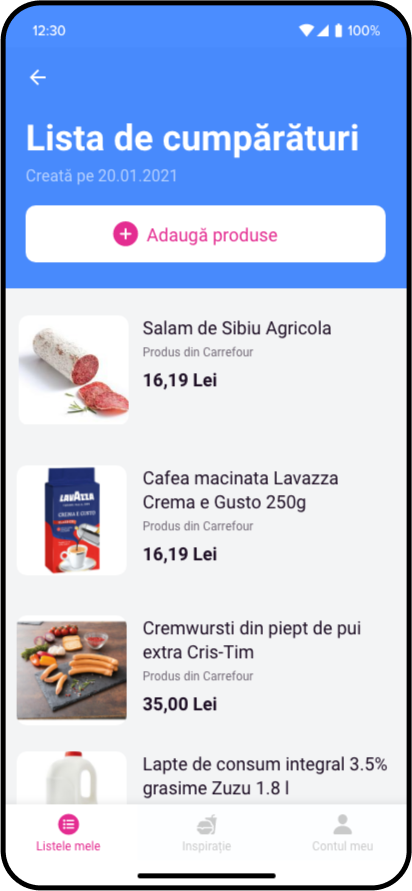 12:30
100%
Lista de cumpărături
Creată pe 20.01.2021
Adaugă produse
Salam de Sibiu Agricola
Produs din Carrefour
16,19 Lei
LAVAZZA
CREMA E GUSTO
Cafea macinata Lavazza
Crema e Gusto 250g
Produs din Carrefour
16,19 Lei
Cremwursti din piept de pui
extra Cris-Tim
Produs din Carrefour
35,00 Lei
Lapte de consum integral 3.5%
grasime Zuzu 1.8 l
Listele mele
Inspirație
Contul meu